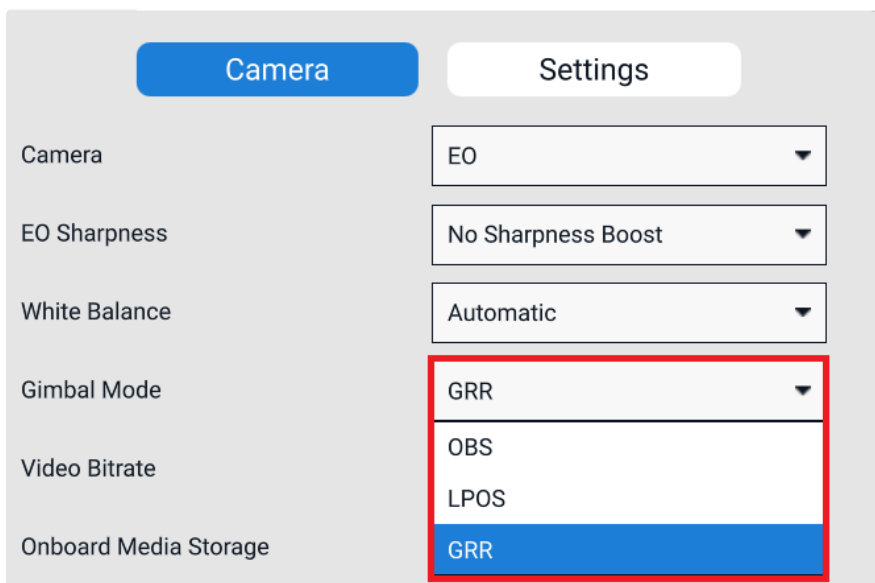 Camera Settings
Camera EO
EO Sharpness No Sharpness Boost
White Balance Automatic
Gimbal Mode GRR
OBS
Video Bitrate
LPOS
Onboard Media Storage GRR